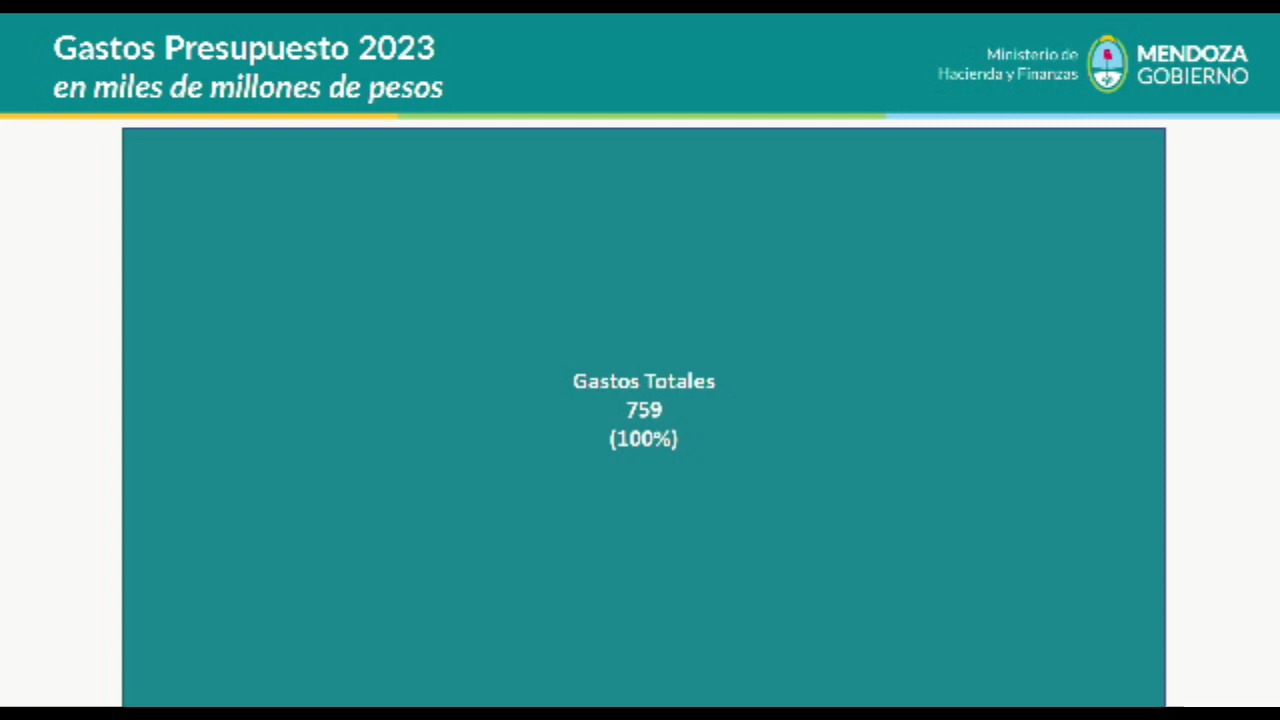 Gastos Presupuesto 2023
en miles de millones de pesos
Ministerio de
Hacienda y Finanzas
MENDOZA
GOBIERNO
Gastos Totales
759
(100%)